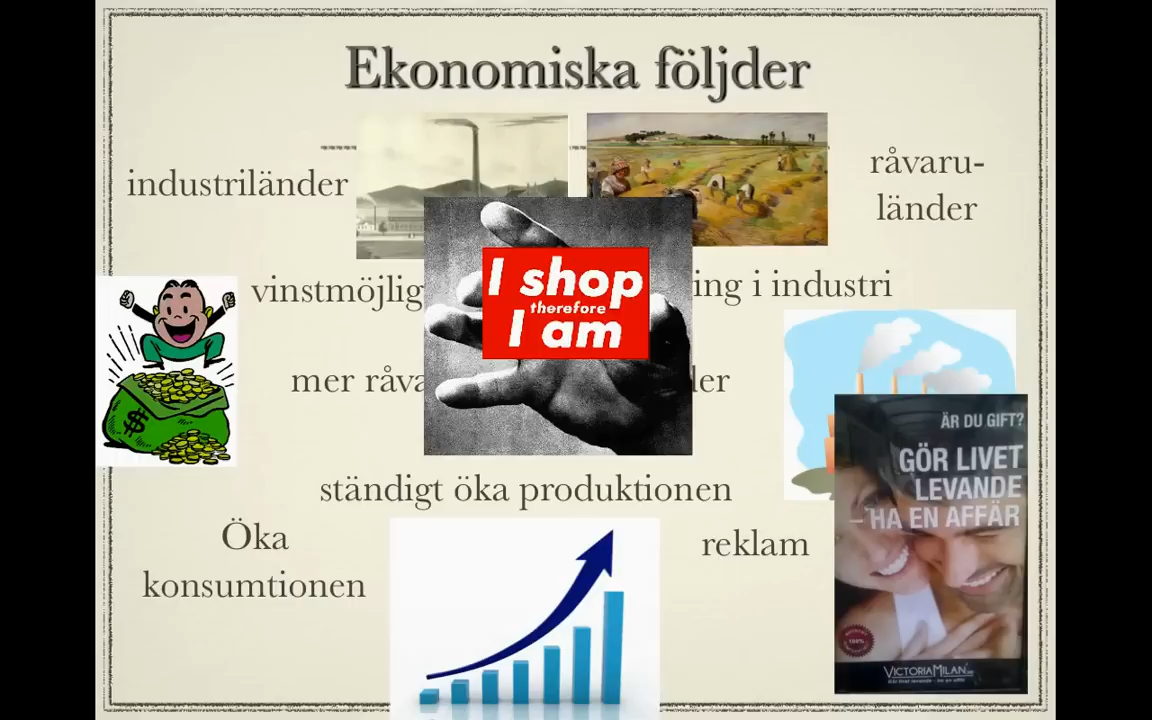 Ekonomiska följder
industriländer
råvaru-
länder
vinstmöjlig
ing i industri
I shop
therefore
I am
mer råva
der
ständigt öka produktionen
Öka
konsumtionen
reklam
$
ÄR DU GIFT?
GÖR LIVET
LEVANDE
– HA EN AFFÄR
100%
VICTORIAMILAN